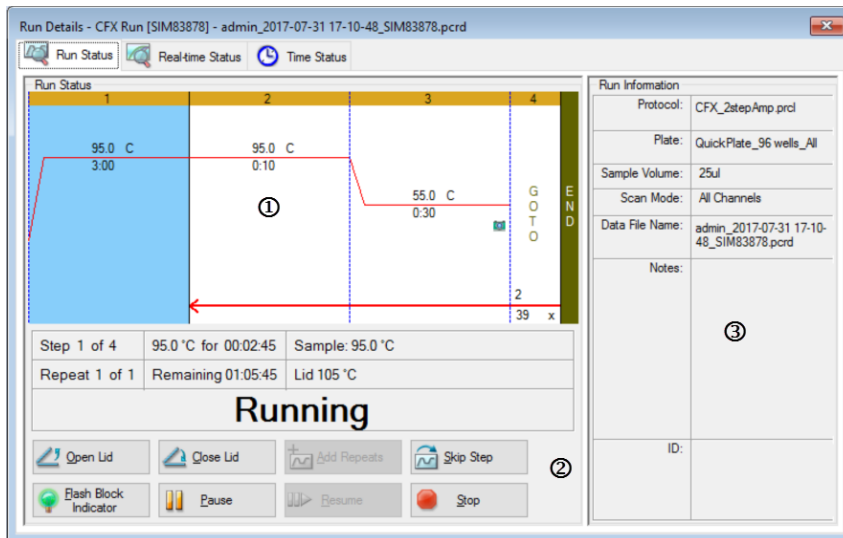 Run Details - CFX Run [SIM83878] - admin_2017-07-31 17-10-48_SIM83878.pcrd
Run Status Real-time Status Time Status
Run Status
1 2 3 4
95.0 C
3:00
95.0 C
0:10
①
55.0 C
0:30
GOTO
END
2
39 x
Step 1 of 4 95.0 °C for 00:02:45 Sample: 95.0 °C
Repeat 1 of 1 Remaining 01:05:45 Lid 105 °C
Running
Open Lid Close Lid Add Repeats Skip Step
②
Flash Block
Indicator
Pause Resume Stop
Run Information
Protocol: CFX_2stepAmp.prcl
Plate: QuickPlate_96 wells_All
Sample Volume: 25ul
Scan Mode: All Channels
Data File Name: admin_2017-07-31 17-10-
48_SIM83878.pcrd
Notes:
③
ID: